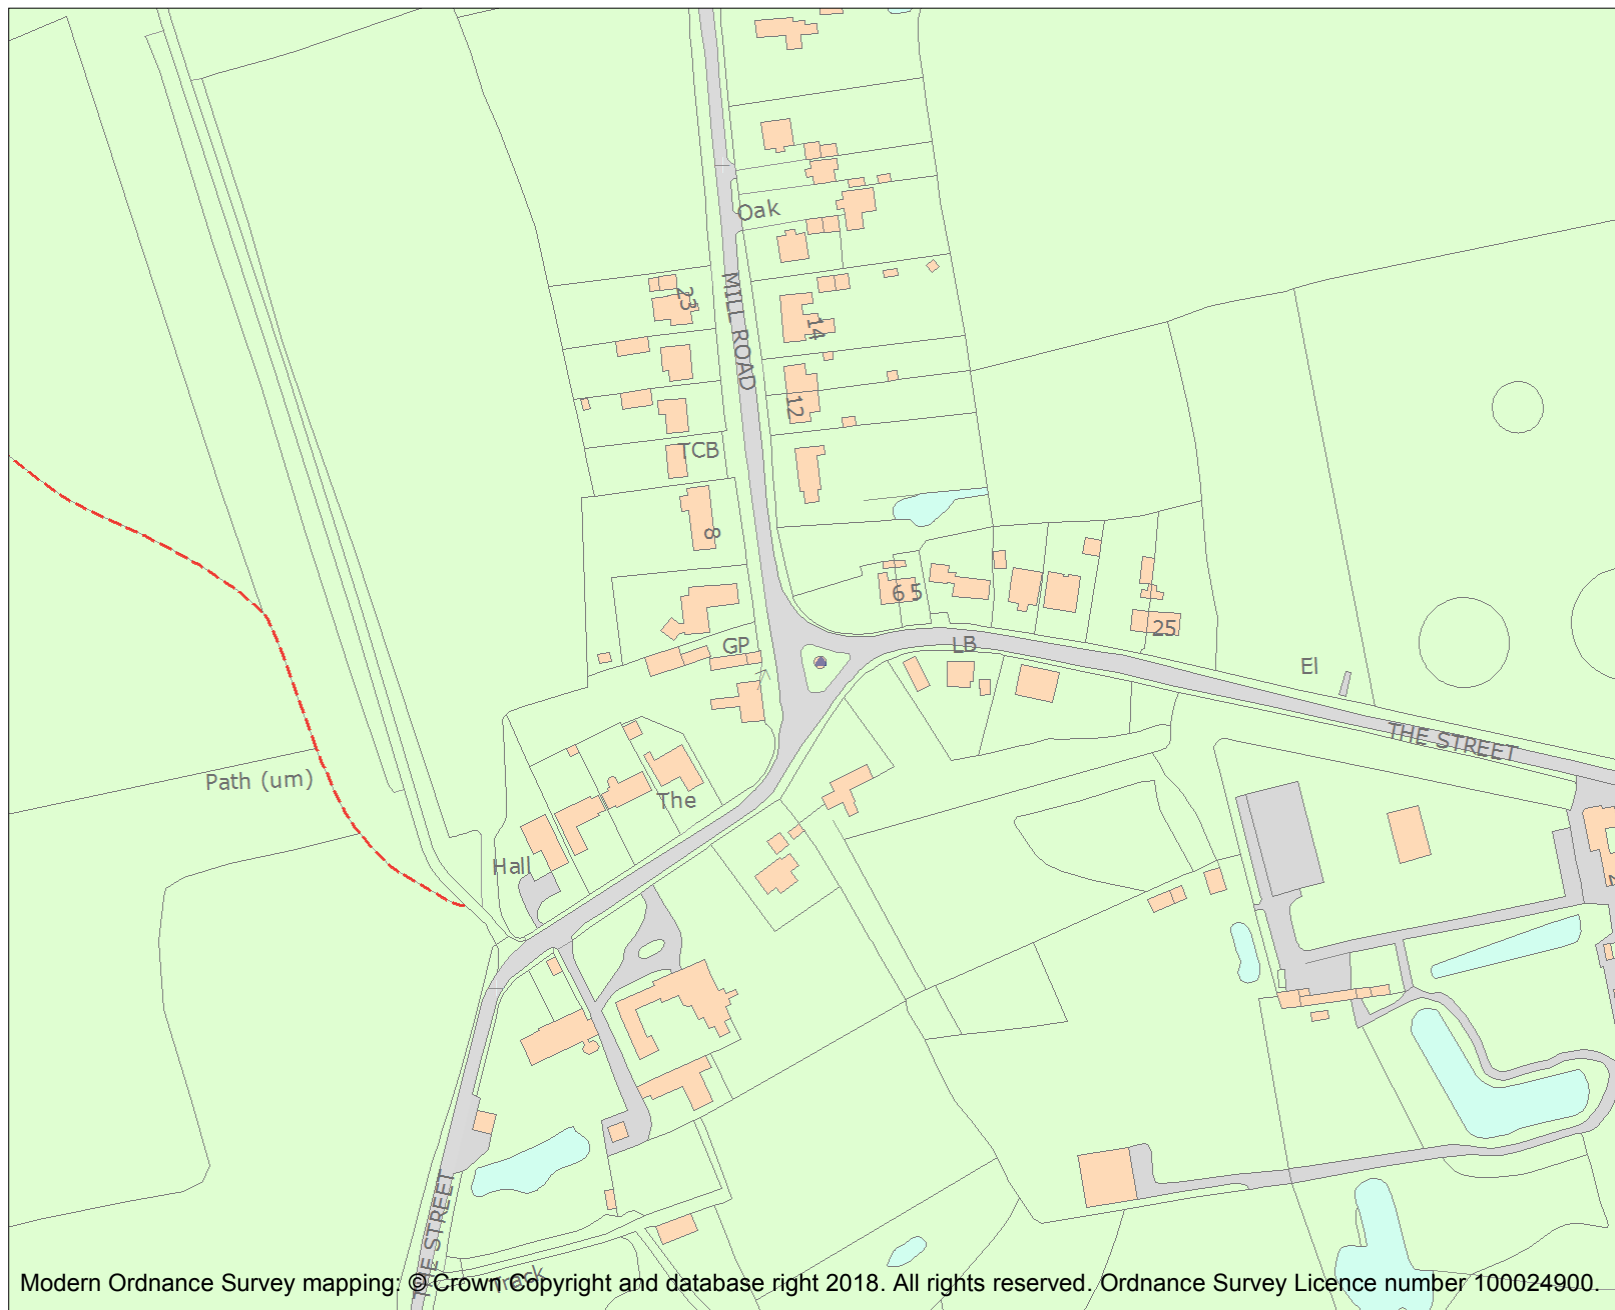 Oak
MILL ROAD
23
14
12
TCB
8
6 5
25
GP
LB
El
THE STREET
Path (um)
The
Hall
THE STREET
Track
Modern Ordnance Survey mapping: © Crown Copyright and database right 2018. All rights reserved. Ordnance Survey Licence number 100024900.